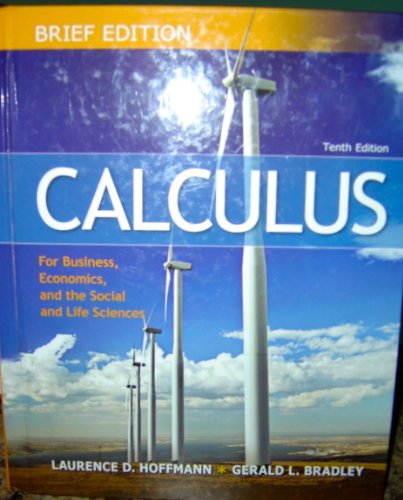 BRIEF EDITION
Tenth Edition
CALCULUS
For Business,
Economics,
and the Social
and Life Sciences
LAURENCE D. HOFFMANN ✶ GERALD L. BRADLEY